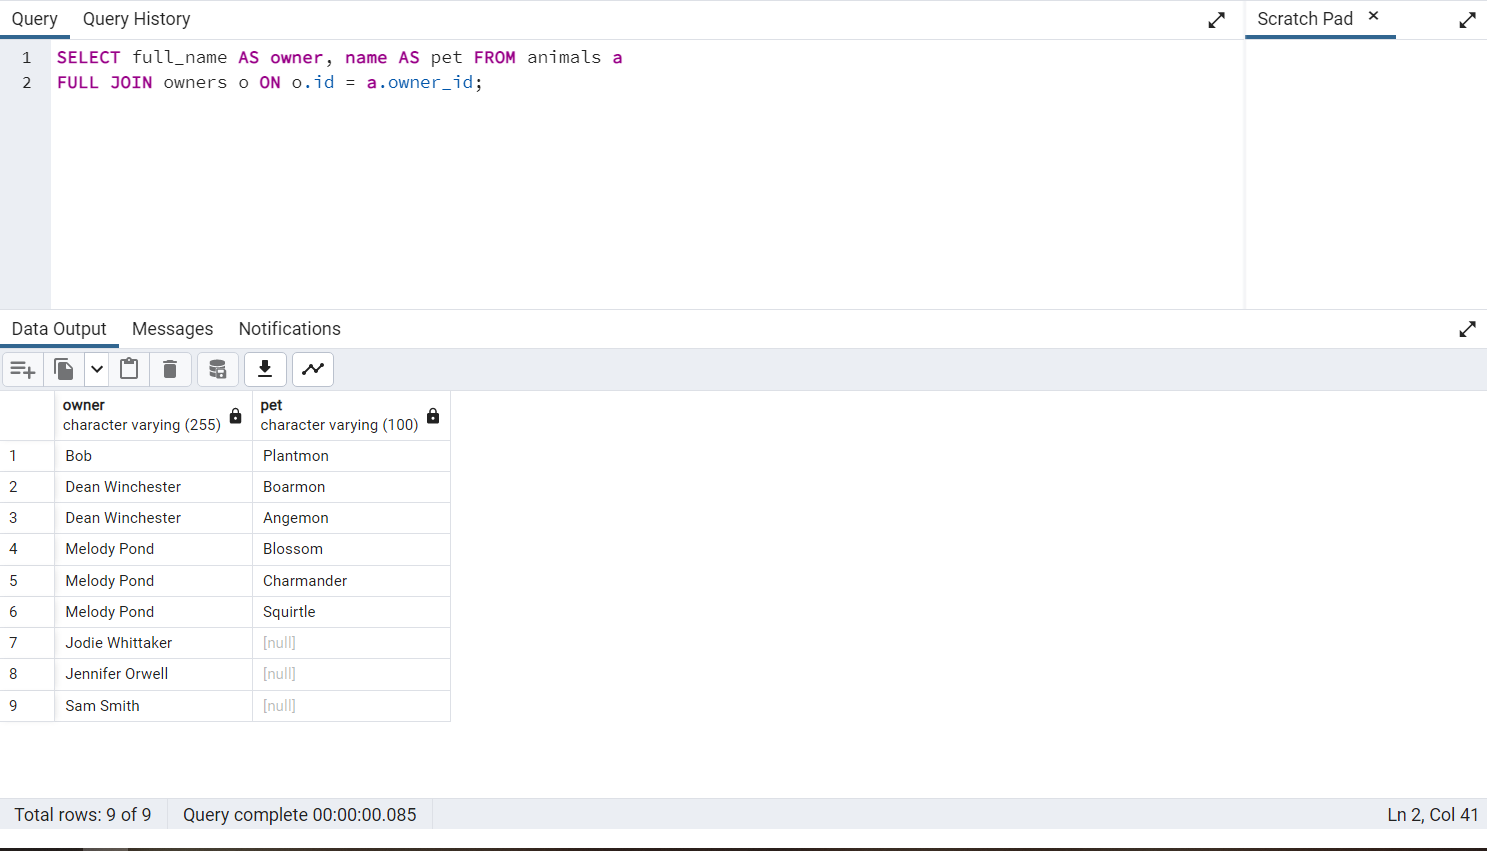 Query Query History Scratch Pad ×
1 SELECT full_name AS owner, name AS pet FROM animals a
2 FULL JOIN owners o ON o.id = a.owner_id;
Data Output Messages Notifications
owner pet
character varying (255) character varying (100)
1 Bob Plantmon
2 Dean Winchester Boarmon
3 Dean Winchester Angemon
4 Melody Pond Blossom
5 Melody Pond Charmander
6 Melody Pond Squirtle
7 Jodie Whittaker [null]
8 Jennifer Orwell [null]
9 Sam Smith [null]
Total rows: 9 of 9 Query complete 00:00:00.085 Ln 2, Col 41